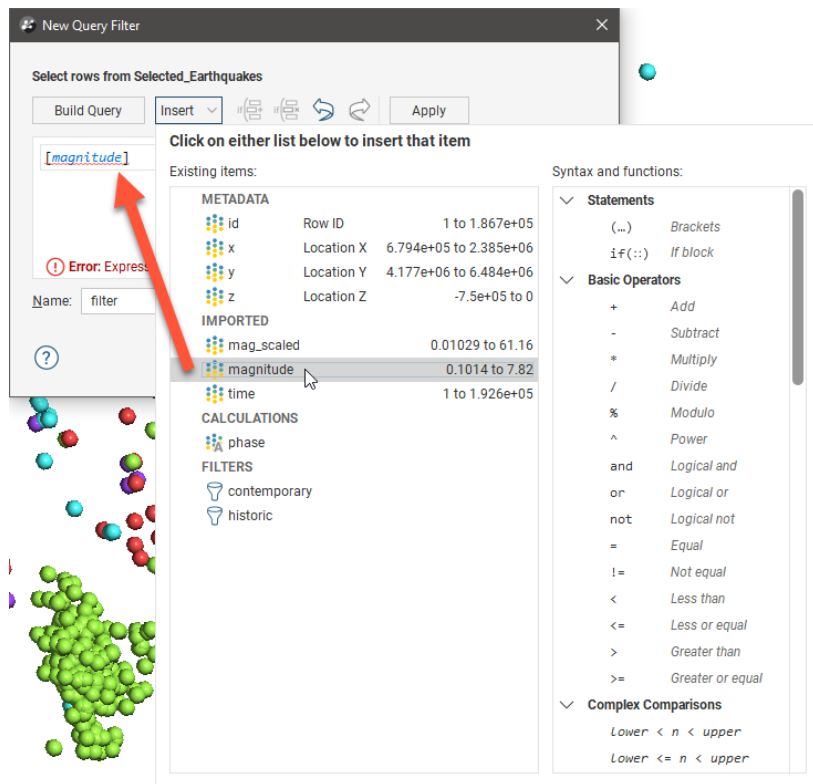 New Query Filter
Select rows from Selected_Earthquakes
Build Query
Insert
Apply
[magnitude]
Error: Express
Name: filter
Click on either list below to insert that item
Existing items:
METADATA
id Row ID 1 to 1.867e+05
x Location X 6.794e+05 to 2.385e+06
y Location Y 4.177e+06 to 6.484e+06
z Location Z -7.5e+05 to 0
IMPORTED
mag_scaled 0.01029 to 61.16
magnitude 0.1014 to 7.82
time 1 to 1.926e+05
CALCULATIONS
phase
FILTERS
contemporary
historic
Syntax and functions:
Statements
(…) Brackets
if(::) If block
Basic Operators
+ Add
- Subtract
* Multiply
/ Divide
% Modulo
^ Power
and Logical and
or Logical or
not Logical not
= Equal
!= Not equal
< Less than
<= Less or equal
> Greater than
>= Greater or equal
Complex Comparisons
lower < n < upper
lower <= n < upper